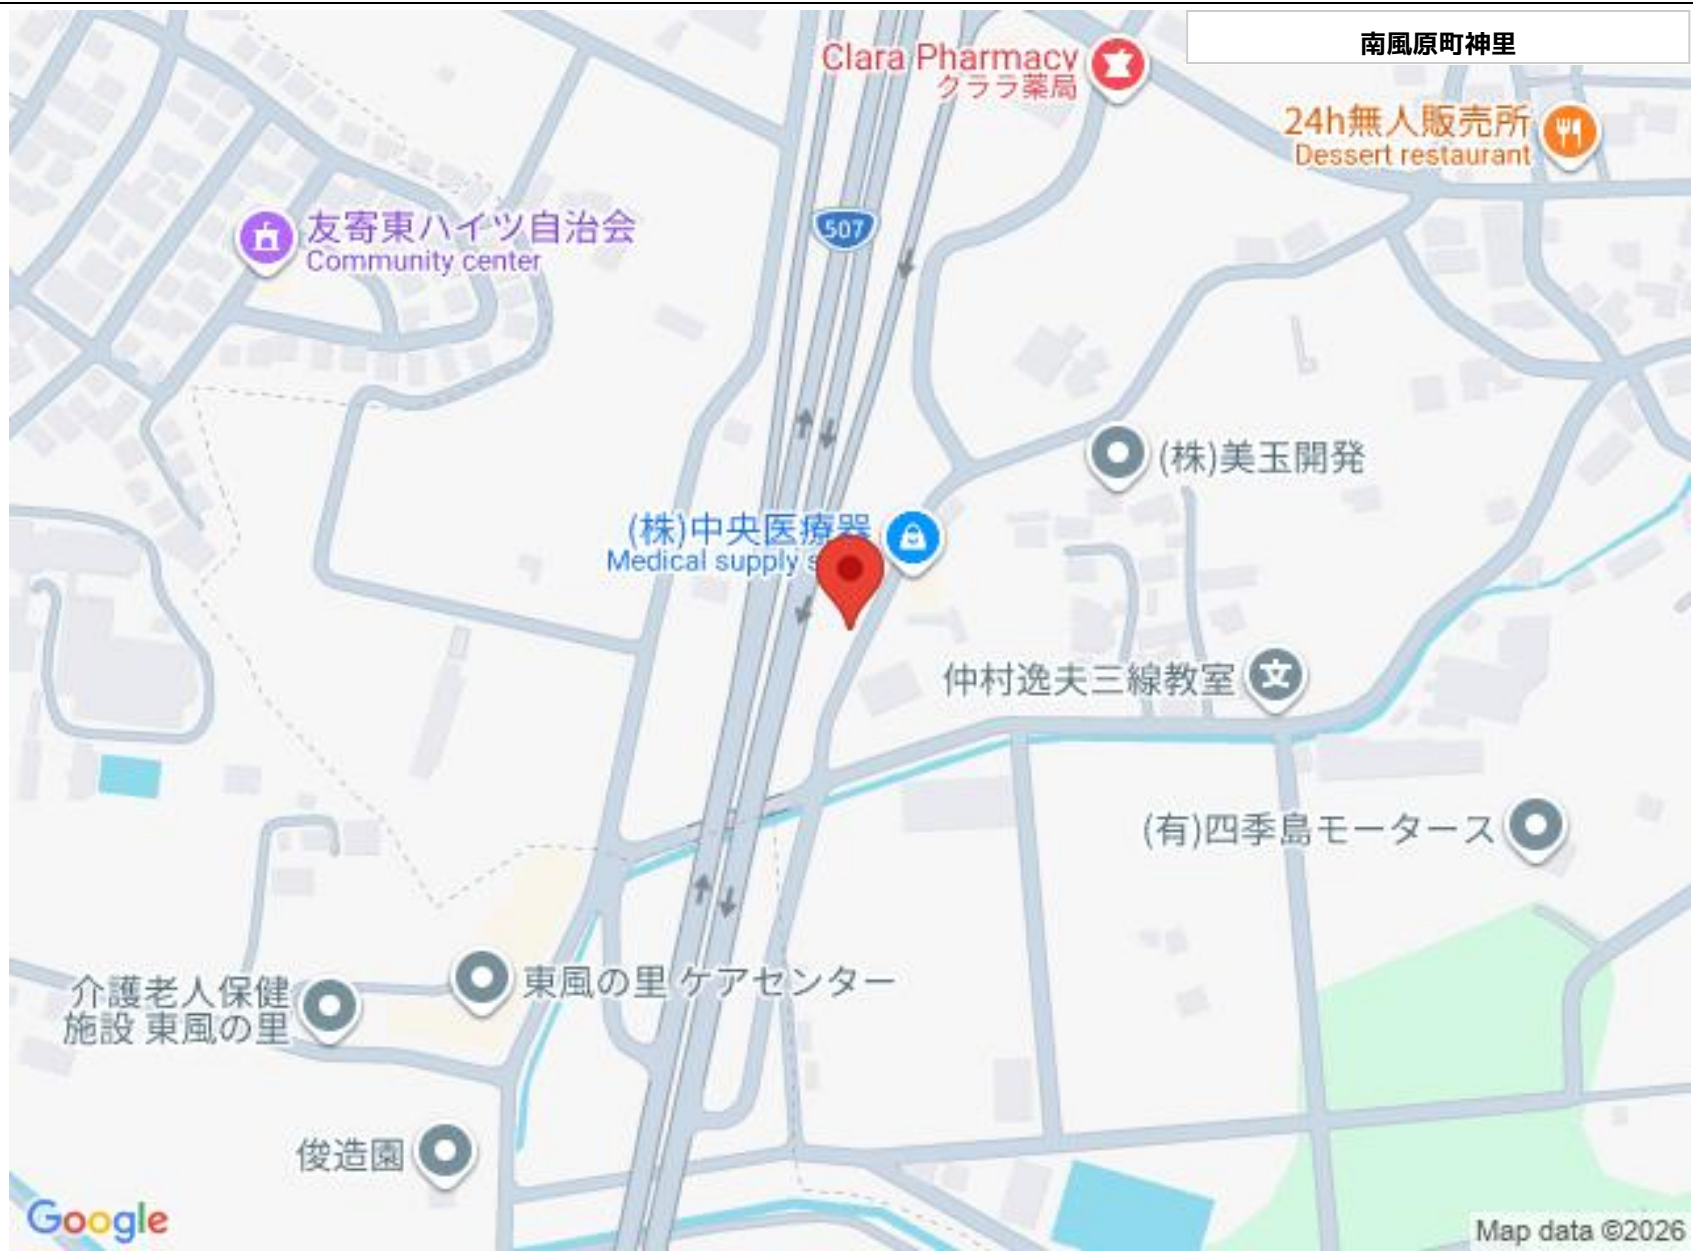 南風原町神里
Clara Pharmacy
クララ薬局
24h無人販売所
Dessert restaurant
友寄東ハイツ自治会
Community center
507
(株)美玉開発
(株)中央医療器
Medical supply s
仲村逸夫三線教室
(有)四季島モータース
東風の里 ケアセンター
介護老人保健
施設 東風の里
俊造園
Google
Map data ©2026